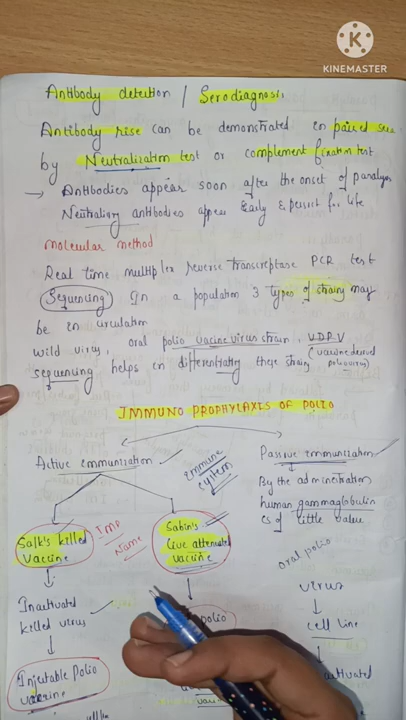 KINEMASTER
Antibody detection / Serodiagnosis
Antibody rise can be demonstrated in paired
by Neutralization test or complement fixation test
→ Antibodies appear soon after the onset of
Neutralizing antibodies appear Early & persist for life
Molecular method
Real time multiplex reverse transcreptase PCR test
Sequencing In a population 3 types of strains may
be in circulation
wild virus, oral polio vaccine virus strain, V.D.P.V
(vaccine derived
sequencing helps in differentiating these strains polio virus)
IMMUNO PROPHYLAXIS OF POLIO
Active immunization
Passive immunization
immune
system
By the administration
human gammaglobulin
is of little value
Salk's killed
vaccine
Imp
Name
Sabin's
Live attenuated
vaccine
oral polio
virus
cell line
Inactivated
killed virus
polio
Injectable polio
vaccine